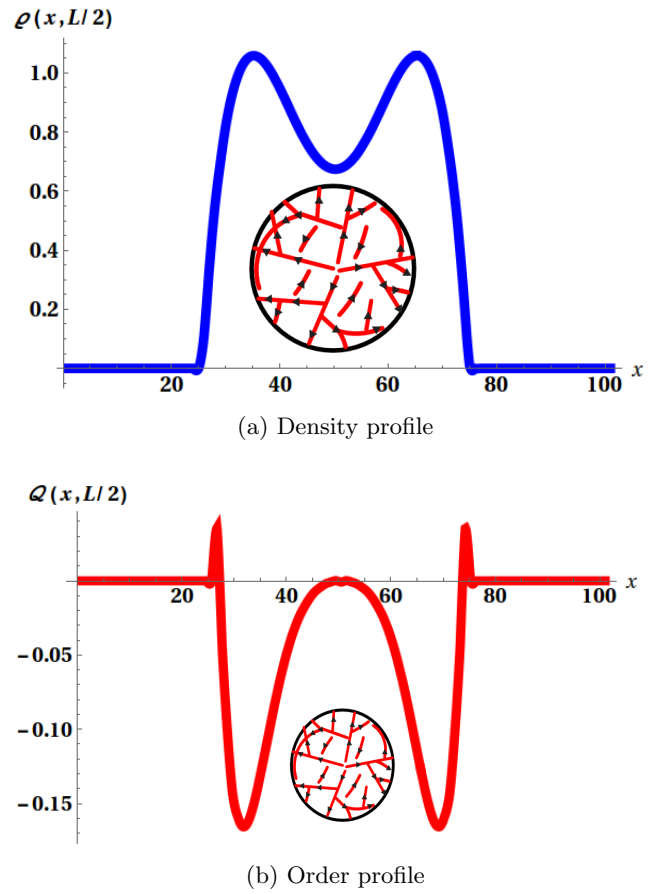 ϱ(x,L/2)
1.0
0.8
0.6
0.4
0.2
20 40 60 80 100 x
(a) Density profile
Q(x,L/2)
20 40 60 80 100 x
−0.05
−0.10
−0.15
(b) Order profile